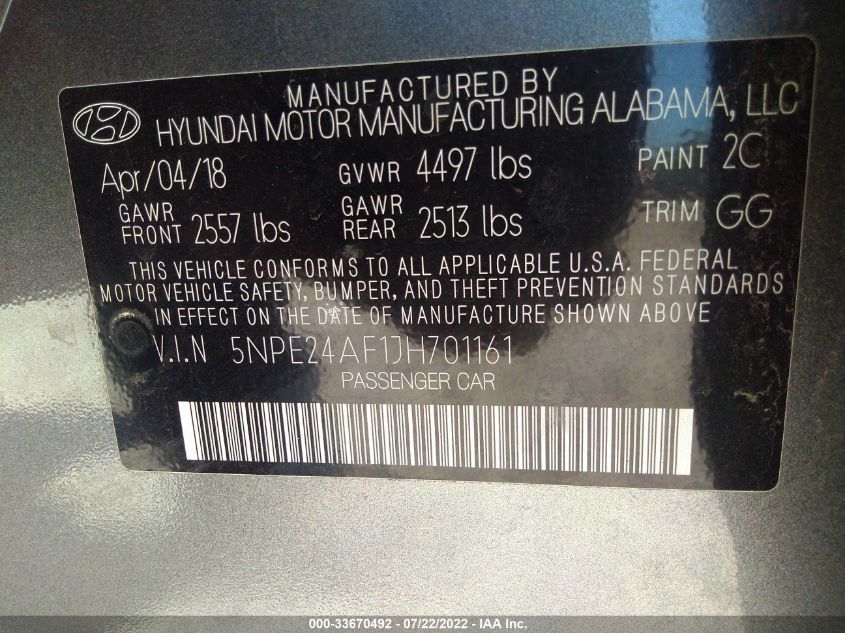 MANUFACTURED BY
HYUNDAI MOTOR MANUFACTURING ALABAMA, LLC
Apr/04/18 GVWR 4497 lbs PAINT 2C
GAWR FRONT 2557 lbs GAWR REAR 2513 lbs TRIM GG
THIS VEHICLE CONFORMS TO ALL APPLICABLE U.S.A. FEDERAL
MOTOR VEHICLE SAFETY, BUMPER, AND THEFT PREVENTION STANDARDS
IN EFFECT ON THE DATE OF MANUFACTURE SHOWN ABOVE
V.I.N 5NPE24AF1JH701161
PASSENGER CAR
000-33670492 - 07/22/2022 - IAA Inc.